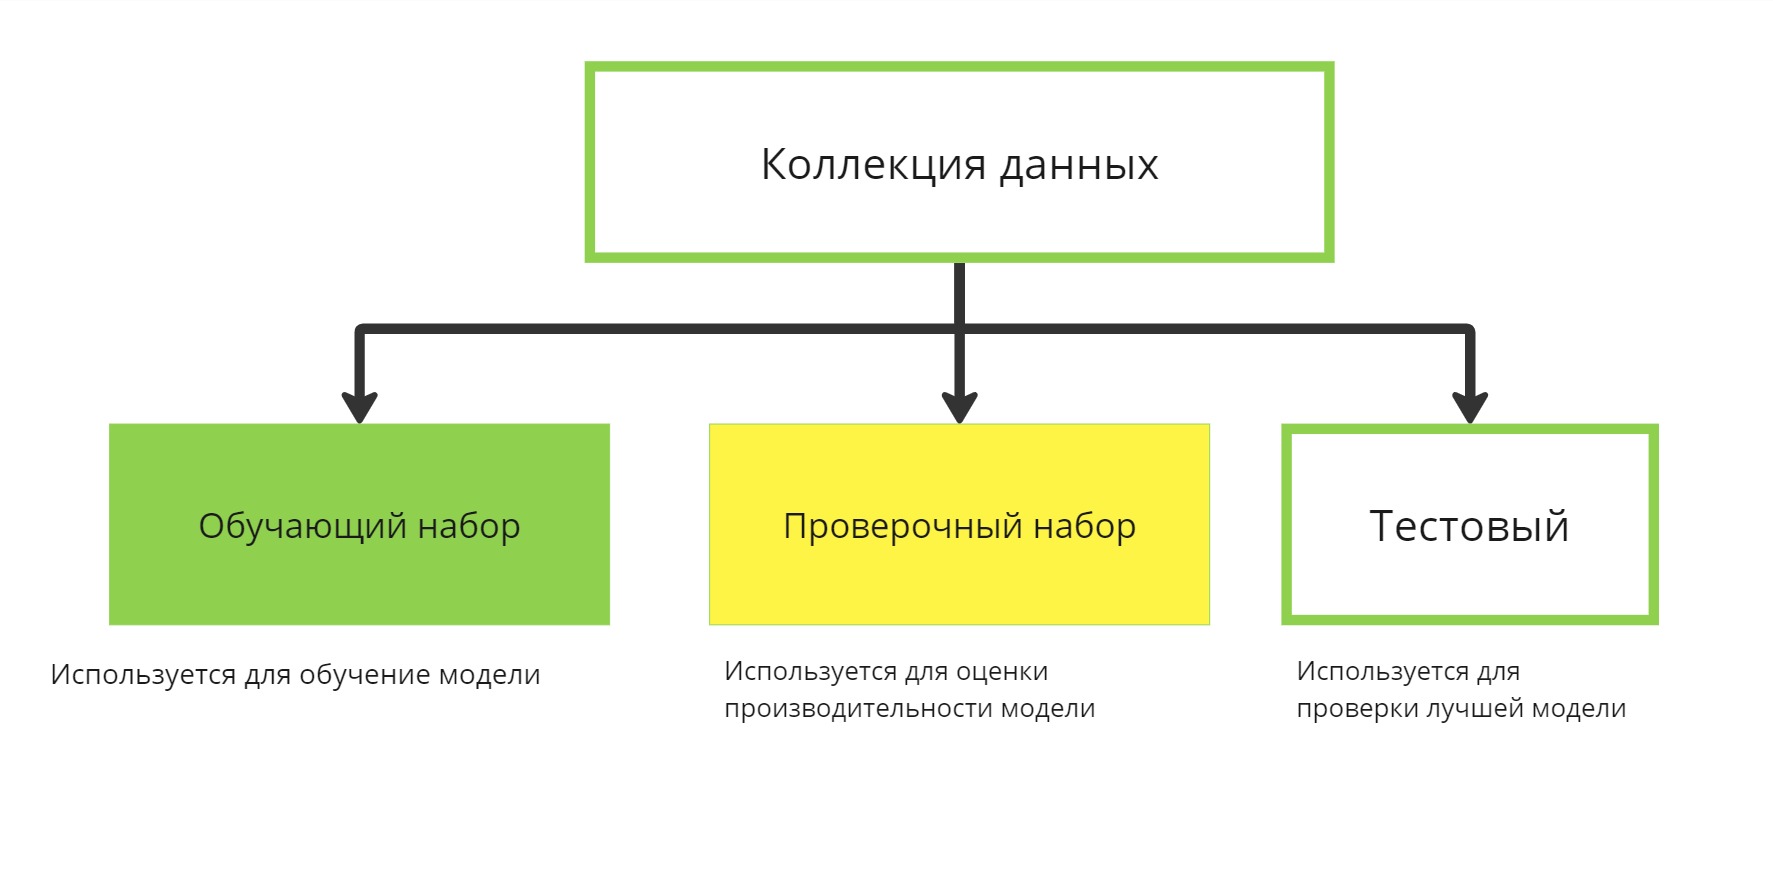 Коллекция данных
Обучающий набор
Проверочный набор
Тестовый
Используется для обучение модели
Используется для оценки
производительности модели
Используется для
проверки лучшей модели